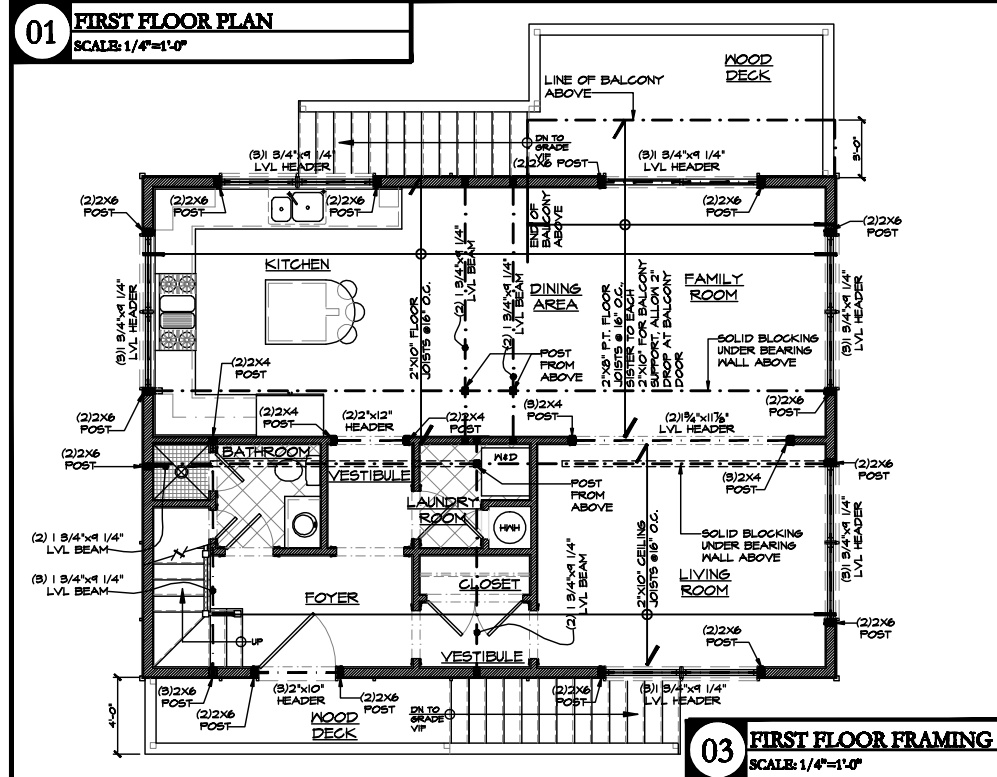 01 FIRST FLOOR PLAN
SCALE: 1/4"=1'-0"
WOOD
DECK
LINE OF BALCONY
ABOVE
DN TO
GRADE
VIF
3'-0"
(3)1 3/4"x9 1/4"
LVL HEADER
(2)2X6 POST
(3)1 3/4"x9 1/4"
LVL HEADER
(2)2X6
POST
(2)2X6
POST
(2)2X6
POST
(2)2X6
POST
(2)2X6
POST
END OF
BALCONY
ABOVE
KITCHEN
(3)1 3/4"x9 1/4"
LVL HEADER
2"X10" FLOOR
JOISTS @16" O.C.
(2) 1 3/4"x9 1/4"
LVL BEAM
(2) 1 3/4"x9 1/4"
LVL BEAM
DINING
AREA
2"X8" P.T. FLOOR
JOISTS @ 16" O.C.,
SISTER TO EACH
2"X10" FOR BALCONY
SUPPORT, ALLOW 2"
DROP AT BALCONY
DOOR
FAMILY
ROOM
(3)1 3/4"x9 1/4"
LVL HEADER
SOLID BLOCKING
UNDER BEARING
WALL ABOVE
POST
FROM
ABOVE
(2)2X4
POST
(2)2X6
POST
(2)2X4
POST
(2)2"x12"
HEADER
(2)2X4
POST
(3)2X4
POST
(2)1¾"x11⅞"
LVL HEADER
(2)2X6
POST
(2)2X6
POST
BATHROOM
VESTIBULE
W&D
POST
FROM
ABOVE
(3)2X4
POST
(2)2X6
POST
LAUNDRY
ROOM
HWH
(2) 1 3/4"x9 1/4"
LVL BEAM
(3) 1 3/4"x9 1/4"
LVL BEAM
FOYER
CLOSET
(2) 1 3/4"x9 1/4"
LVL BEAM
2"X10" CEILING
JOISTS @16" O.C.
SOLID BLOCKING
UNDER BEARING
WALL ABOVE
LIVING
ROOM
(3)1 3/4"x9 1/4"
LVL HEADER
UP
VESTIBULE
(2)2X6
POST
(2)2X6
POST
4'-0"
(3)2X6
POST
(2)2X6
POST
(3)2"x10"
HEADER
(2)2X6
POST
WOOD
DECK
DN TO
GRADE
VIF
(2)2X6
POST
(3)1 3/4"x9 1/4"
LVL HEADER
03 FIRST FLOOR FRAMING
SCALE: 1/4"=1'-0"